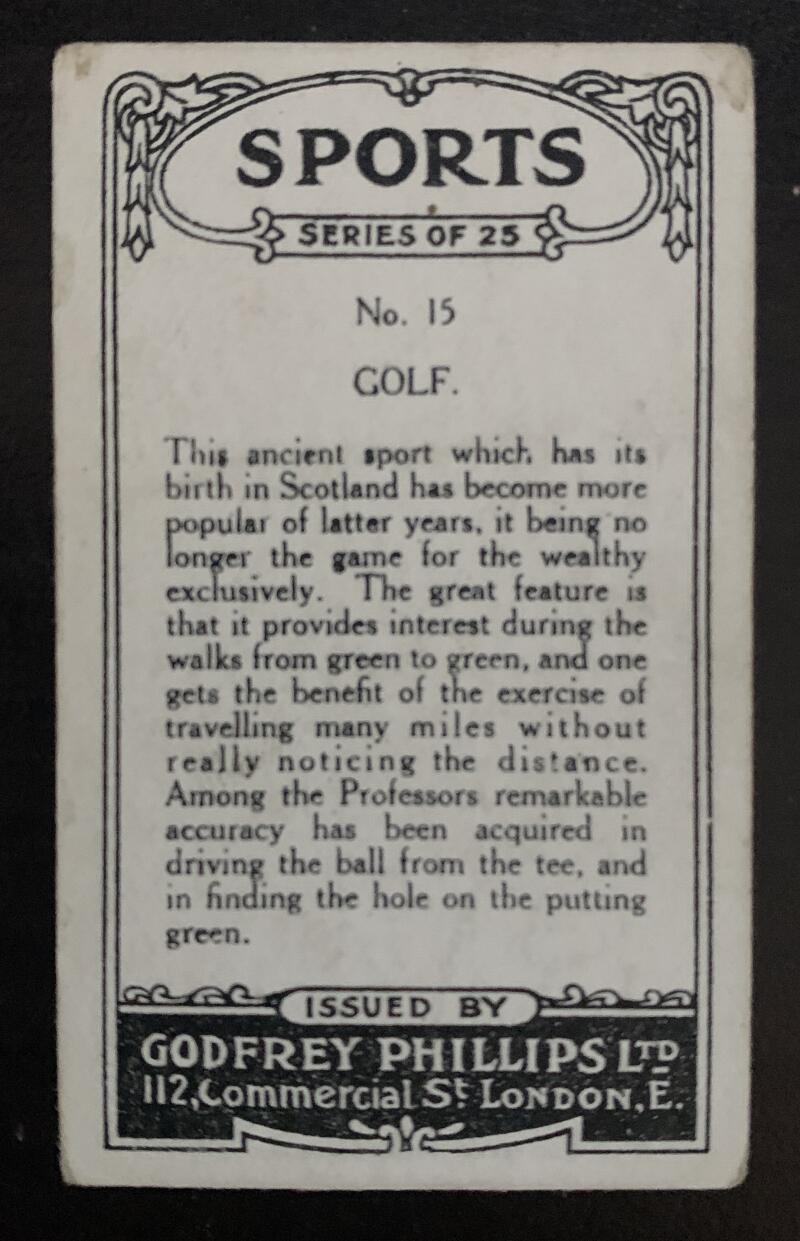 SPORTS
SERIES OF 25
No. 15
GOLF.
This ancient sport which has its
birth in Scotland has become more
popular of latter years, it being no
longer the game for the wealthy
exclusively. The great feature is
that it provides interest during the
walks from green to green, and one
gets the benefit of the exercise of
travelling many miles without
really noticing the distance.
Among the Professors remarkable
accuracy has been acquired in
driving the ball from the tee, and
in finding the hole on the putting
green.
ISSUED BY
GODFREY PHILLIPS LTD
112, Commercial St LONDON, E.